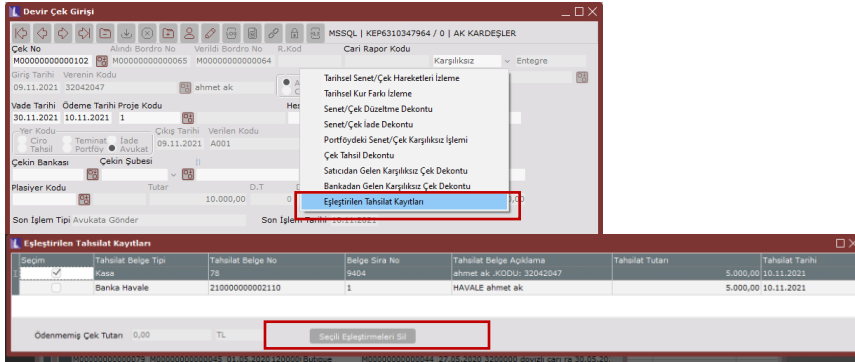 Devir Çek Girişi
MSSQL | KEP6310347964 / 0 | AK KARDEŞLER
Çek No Alındı Bordro No Verildi Bordro No R.Kod Cari Rapor Kodu
M00000000000102 M00000000000065 M00000000000064 Karşılıksız Entegre
Giriş Tarihi Verenin Kodu
09.11.2021 32042047 ahmet ak
Vade Tarihi Ödeme Tarihi Proje Kodu Hes
30.11.2021 10.11.2021 1
Yer Kodu Çıkış Tarihi Verilen Kodu
Ciro Teminat İade 09.11.2021 A001
Tahsil Portföy Avukat
Çekin Bankası Çekin Şubesi
Plasiyer Kodu Tutar D.T
10.000,00 0
Son İşlem Tipi Avukata Gönder Son İşlem Tarihi 10.11.2021
Tarihsel Senet/Çek Hareketleri İzleme
Tarihsel Kur Farkı İzleme
Senet/Çek Düzeltme Dekontu
Senet/Çek İade Dekontu
Portföydeki Senet/Çek Karşılıksız İşlemi
Çek Tahsil Dekontu
Satıcıdan Gelen Karşılıksız Çek Dekontu
Bankadan Gelen Karşılıksız Çek Dekontu
Eşleştirilen Tahsilat Kayıtları
Eşleştirilen Tahsilat Kayıtları
Seçim Tahsilat Belge Tipi Tahsilat Belge No Belge Sıra No Tahsilat Belge Açıklama Tahsilat Tutarı Tahsilat Tarihi
Kasa 78 9404 ahmet ak .KODU: 32042047 5.000,00 10.11.2021
Banka Havale 210000000002110 1 HAVALE ahmet ak 5.000,00 10.11.2021
Ödenmemiş Çek Tutarı 0,00 TL Seçili Eşleştirmeleri Sil